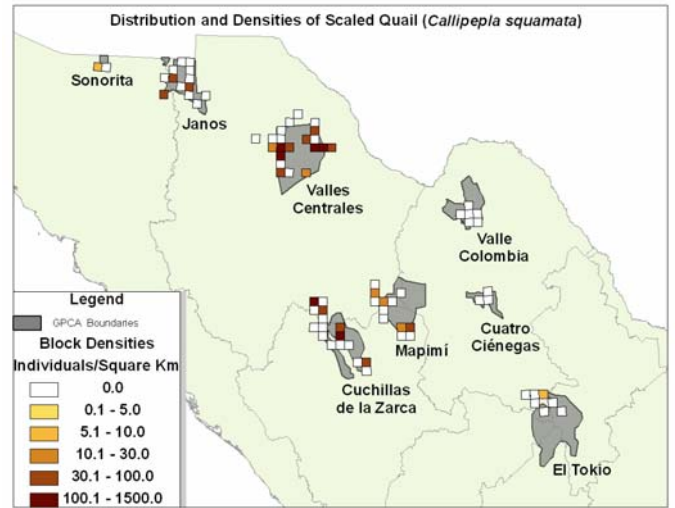 Distribution and Densities of Scaled Quail (Callipepla squamata)
Sonorita
Janos
Valles
Centrales
Valle
Colombia
Mapimí
Cuatro
Ciénegas
Cuchillas
de la Zarca
El Tokio
Legend
GPCA Boundaries
Block Densities
Individuals/Square Km
0.0
0.1 - 5.0
5.1 - 10.0
10.1 - 30.0
30.1 - 100.0
100.1 - 1500.0